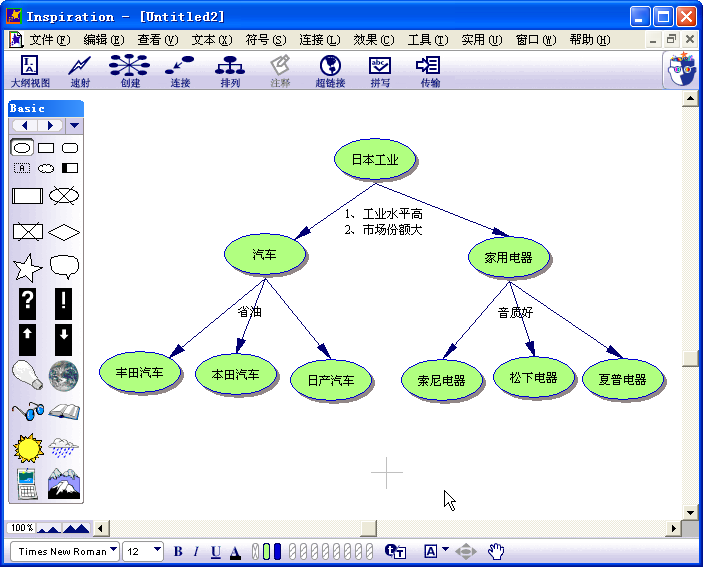 Inspiration - [Untitled2]
文件(F) 编辑(E) 查看(V) 文本(X) 符号(S) 连接(L) 效果(C) 工具(T) 实用(U) 窗口(W) 帮助(H)
大纲视图 速射 创建 连接 排列 注释 超链接 拼写 传输
Basic
日本工业
1、工业水平高
2、市场份额大
汽车
家用电器
省油
音质好
丰田汽车
本田汽车
日产汽车
索尼电器
松下电器
夏普电器
100%
Times New Roman 12 B I U A